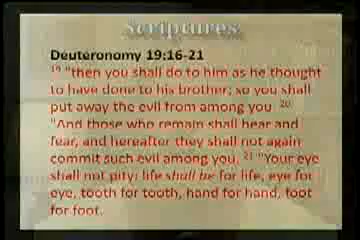 Scriptures
Deuteronomy 19:16-21
19 "then you shall do to him as he thought
to have done to his brother; so you shall
put away the evil from among you 20
"And those who remain shall hear and
fear, and hereafter they shall not again
commit such evil among you. 21 "Your eye
shall not pity: life shall be for life, eye for
eye, tooth for tooth, hand for hand, foot
for foot.